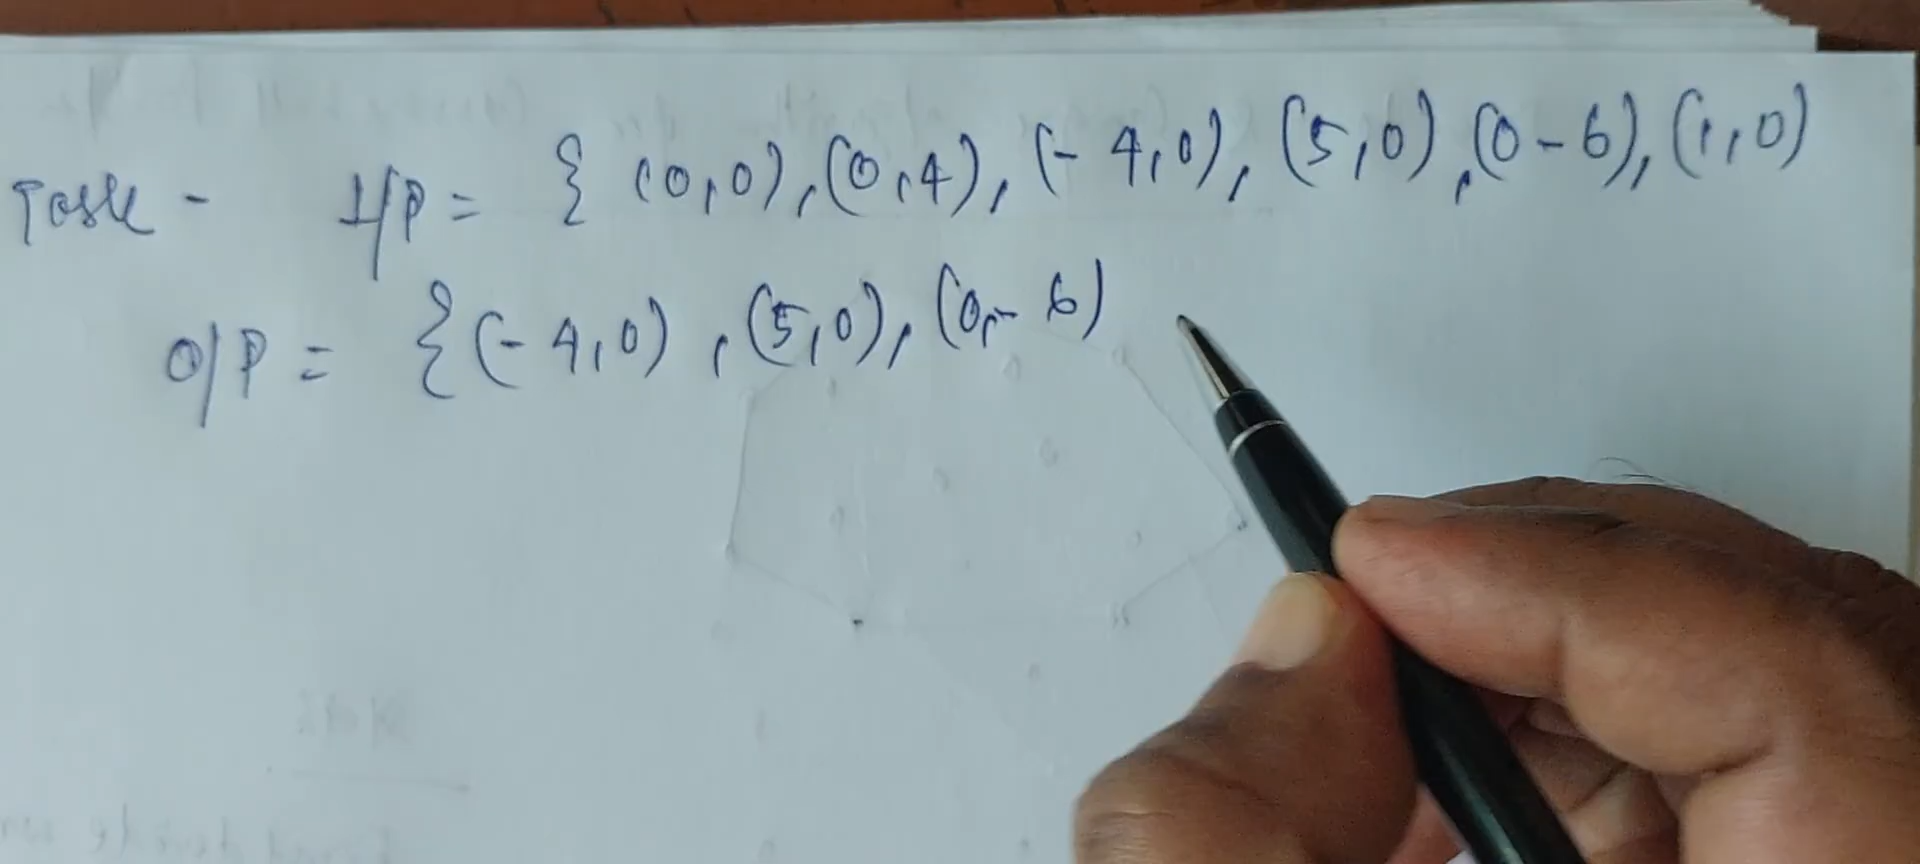 Task - I/P = { (0,0), (0,4), (-4,0), (5,0), (0-6), (1,0)
O/P = { (-4,0), (5,0), (0,-6)